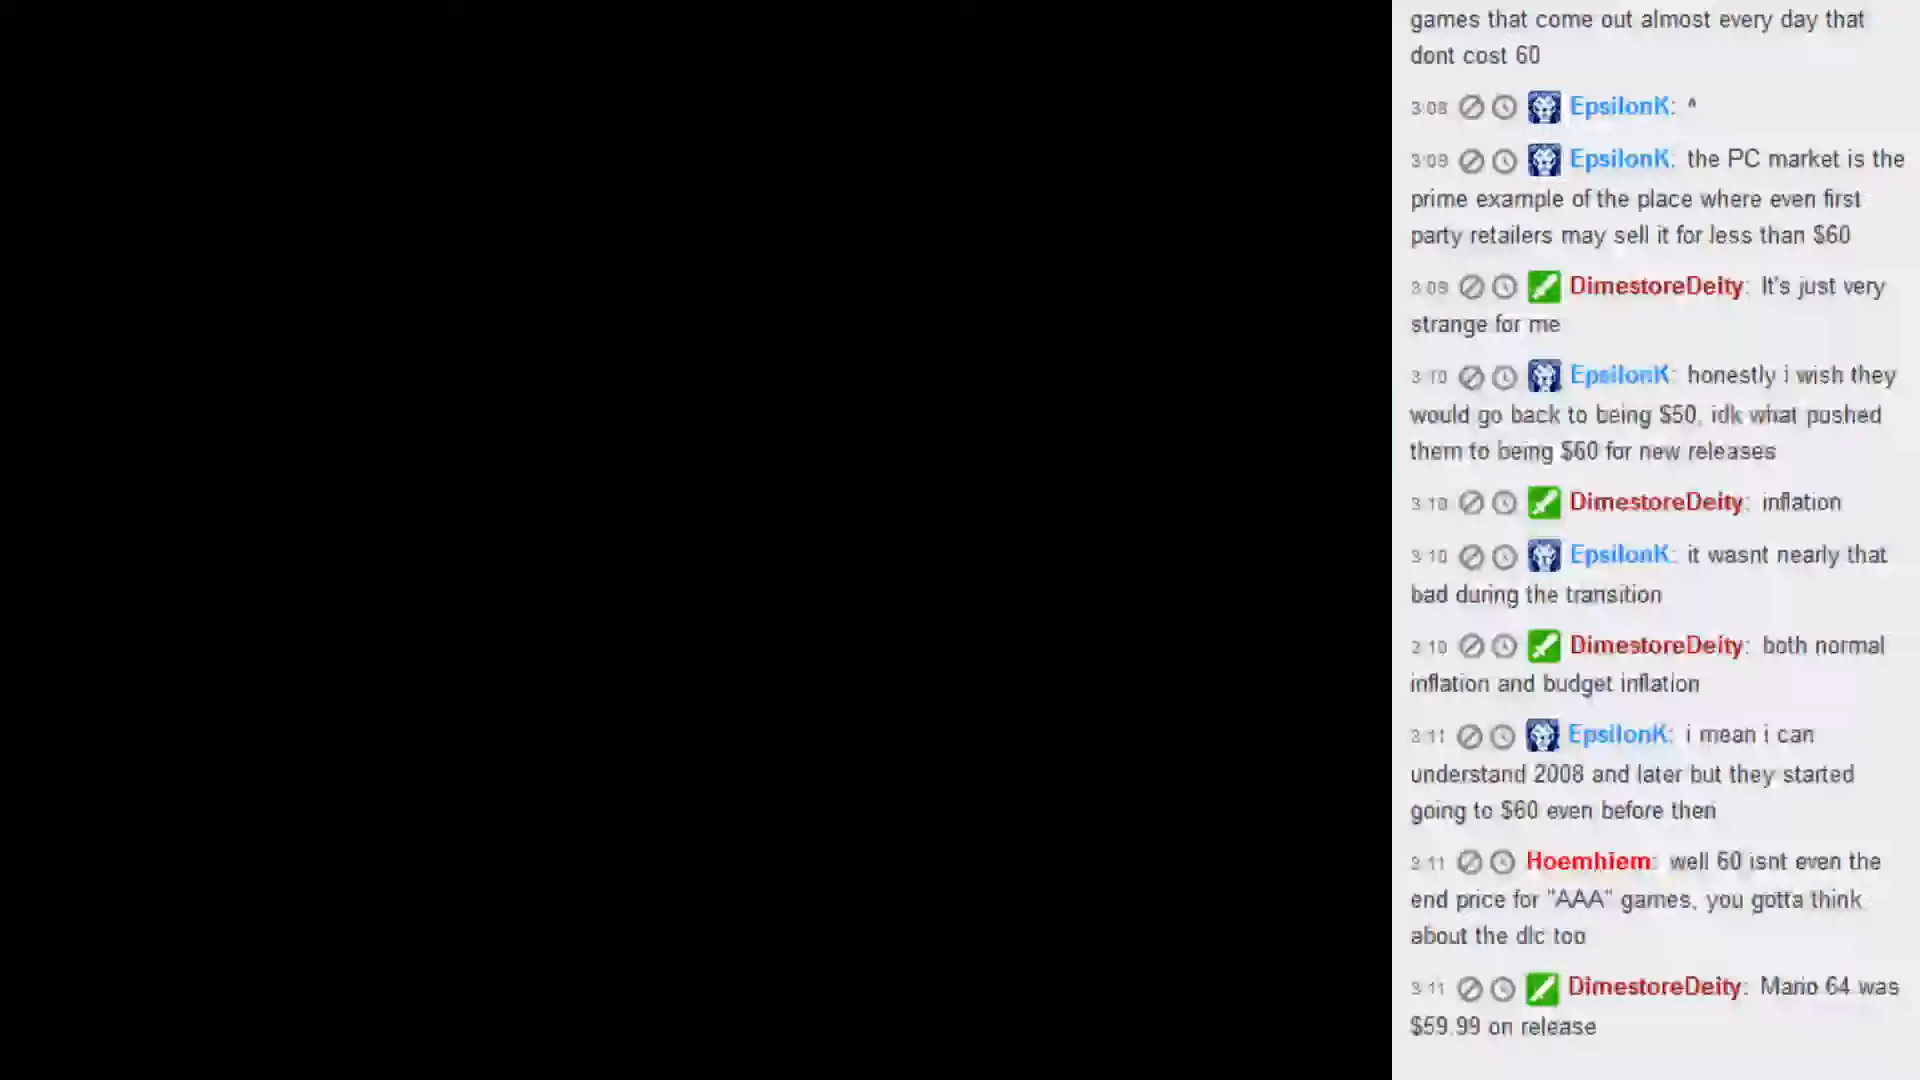 games that come out almost every day that
dont cost 60
3:08 EpsilonK: ^
3:09 EpsilonK: the PC market is the
prime example of the place where even first
party retailers may sell it for less than $60
3:09 DimestoreDeity: It's just very
strange for me
3:10 EpsilonK: honestly i wish they
would go back to being $50, idk what pushed
them to being $60 for new releases
3:10 DimestoreDeity: inflation
3:10 EpsilonK: it wasnt nearly that
bad during the transition
3:10 DimestoreDeity: both normal
inflation and budget inflation
3:11 EpsilonK: i mean i can
understand 2008 and later but they started
going to $60 even before then
3:11 Hoemhiem: well 60 isnt even the
end price for "AAA" games, you gotta think
about the dlc too
3:11 DimestoreDeity: Mario 64 was
$59.99 on release